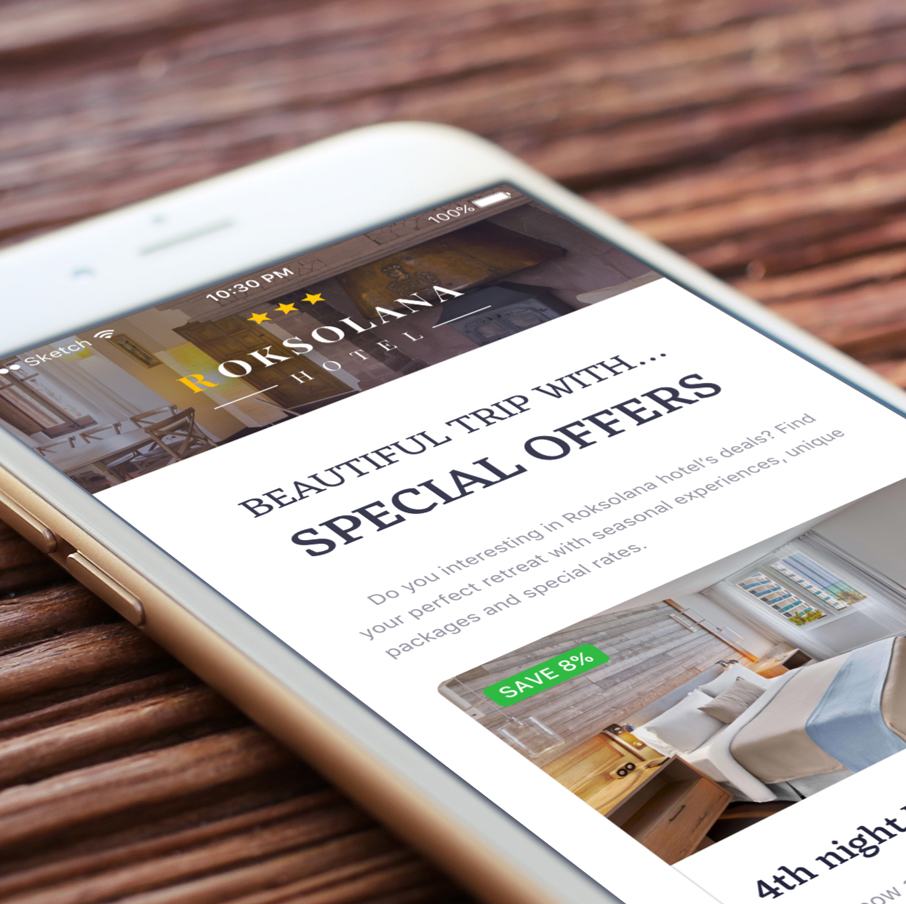 Sketch
10:30 PM
100%
ROKSOLANA
HOTEL
BEAUTIFUL TRIP WITH...
SPECIAL OFFERS
Do you interesting in Roksolana hotel's deals? Find
your perfect retreat with seasonal experiences, unique
packages and special rates.
SAVE 8%
4th night